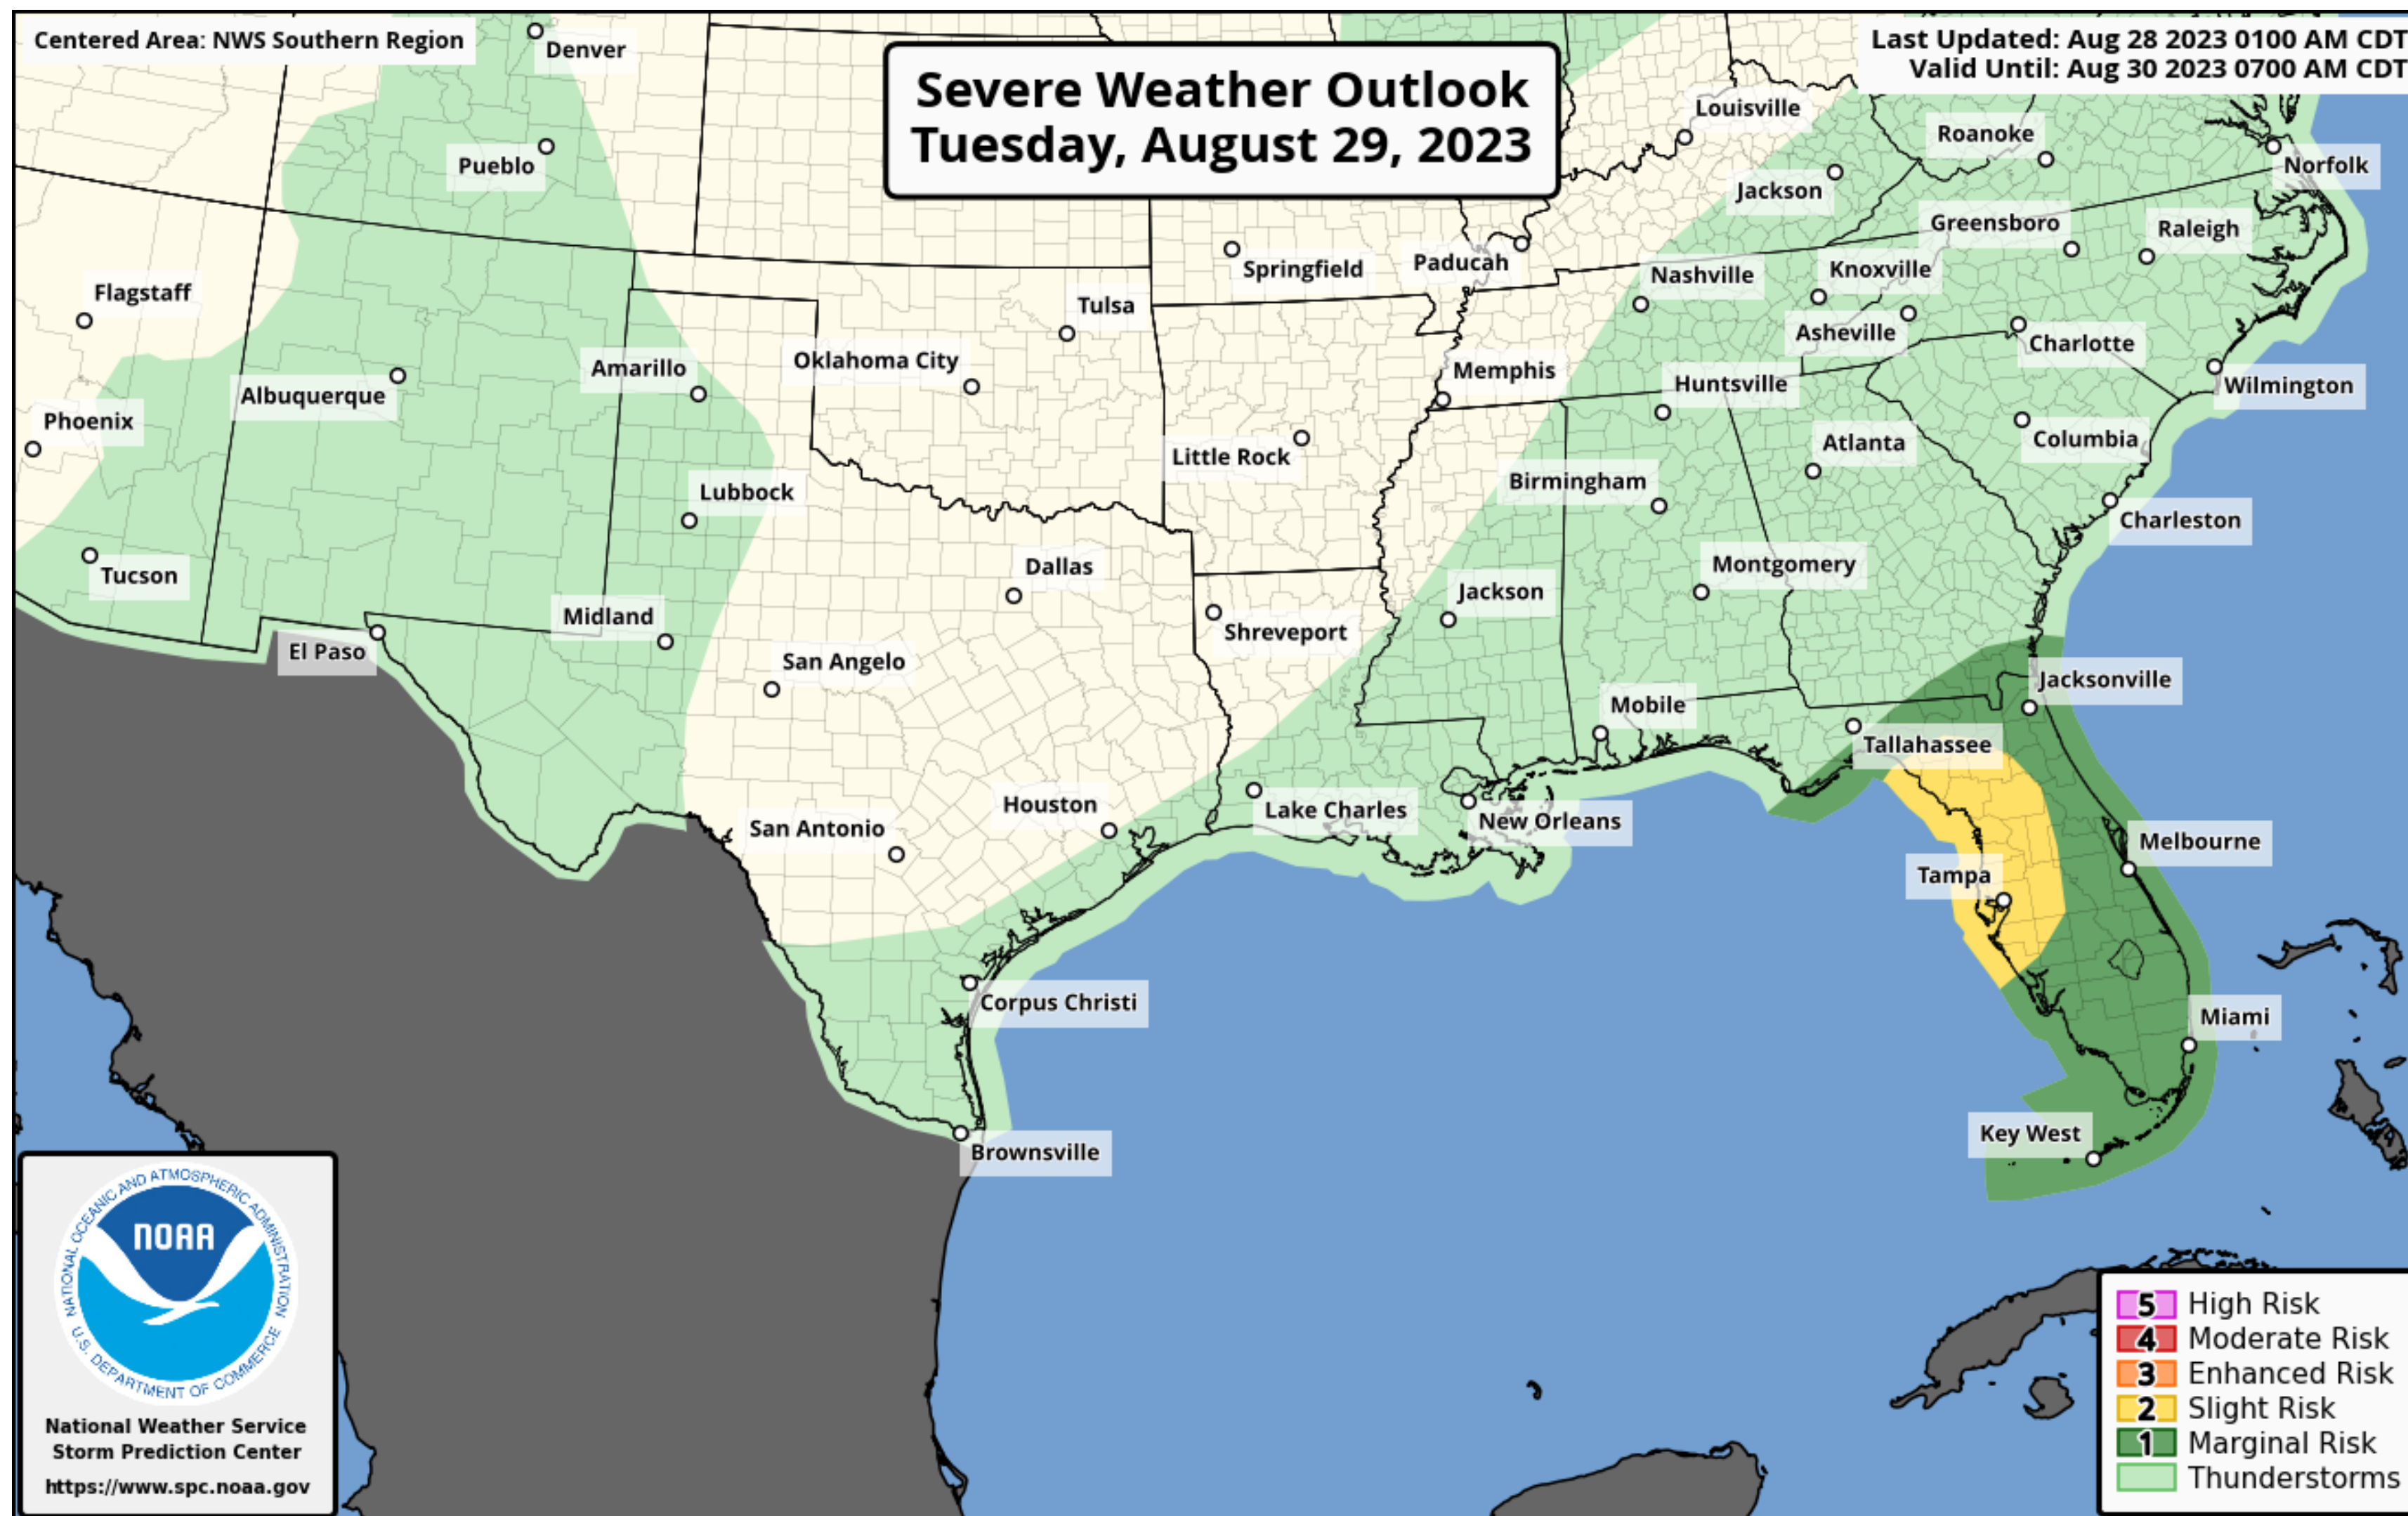 Centered Area: NWS Southern Region
Last Updated: Aug 28 2023 0100 AM CDT
Valid Until: Aug 30 2023 0700 AM CDT
Severe Weather Outlook
Tuesday, August 29, 2023
Denver
Louisville
Roanoke
Pueblo
Norfolk
Jackson
Greensboro
Raleigh
Springfield
Paducah
Nashville
Knoxville
Flagstaff
Tulsa
Asheville
Charlotte
Oklahoma City
Amarillo
Memphis
Huntsville
Wilmington
Albuquerque
Phoenix
Atlanta
Columbia
Little Rock
Birmingham
Lubbock
Charleston
Montgomery
Dallas
Tucson
Jackson
Midland
Shreveport
El Paso
San Angelo
Jacksonville
Mobile
Tallahassee
Houston
Lake Charles
New Orleans
San Antonio
Melbourne
Tampa
Corpus Christi
Miami
Key West
Brownsville
NATIONAL OCEANIC AND ATMOSPHERIC ADMINISTRATION
NOAA
U.S. DEPARTMENT OF COMMERCE
National Weather Service
Storm Prediction Center
https://www.spc.noaa.gov
5 High Risk
4 Moderate Risk
3 Enhanced Risk
2 Slight Risk
1 Marginal Risk
Thunderstorms